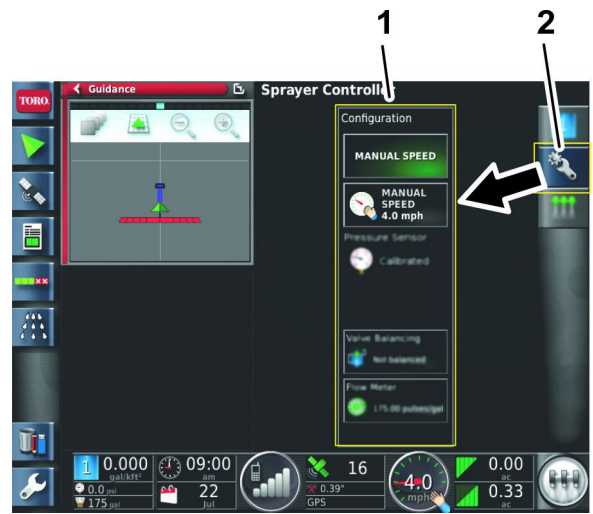 1
2
TORO
Guidance
Sprayer Controller
Configuration
MANUAL SPEED
MANUAL
SPEED
4.0 mph
Pressure Sensor
Calibrated
Valve Balancing
Not balanced
Flow Meter
175.00 pulses/gal
1
1 0.000
gal/kft²
0.0 psi
175 gal
09:00
am
22
Jul
16
0.39"
GPS
4.0
mph
0.00
ac
0.33
ac